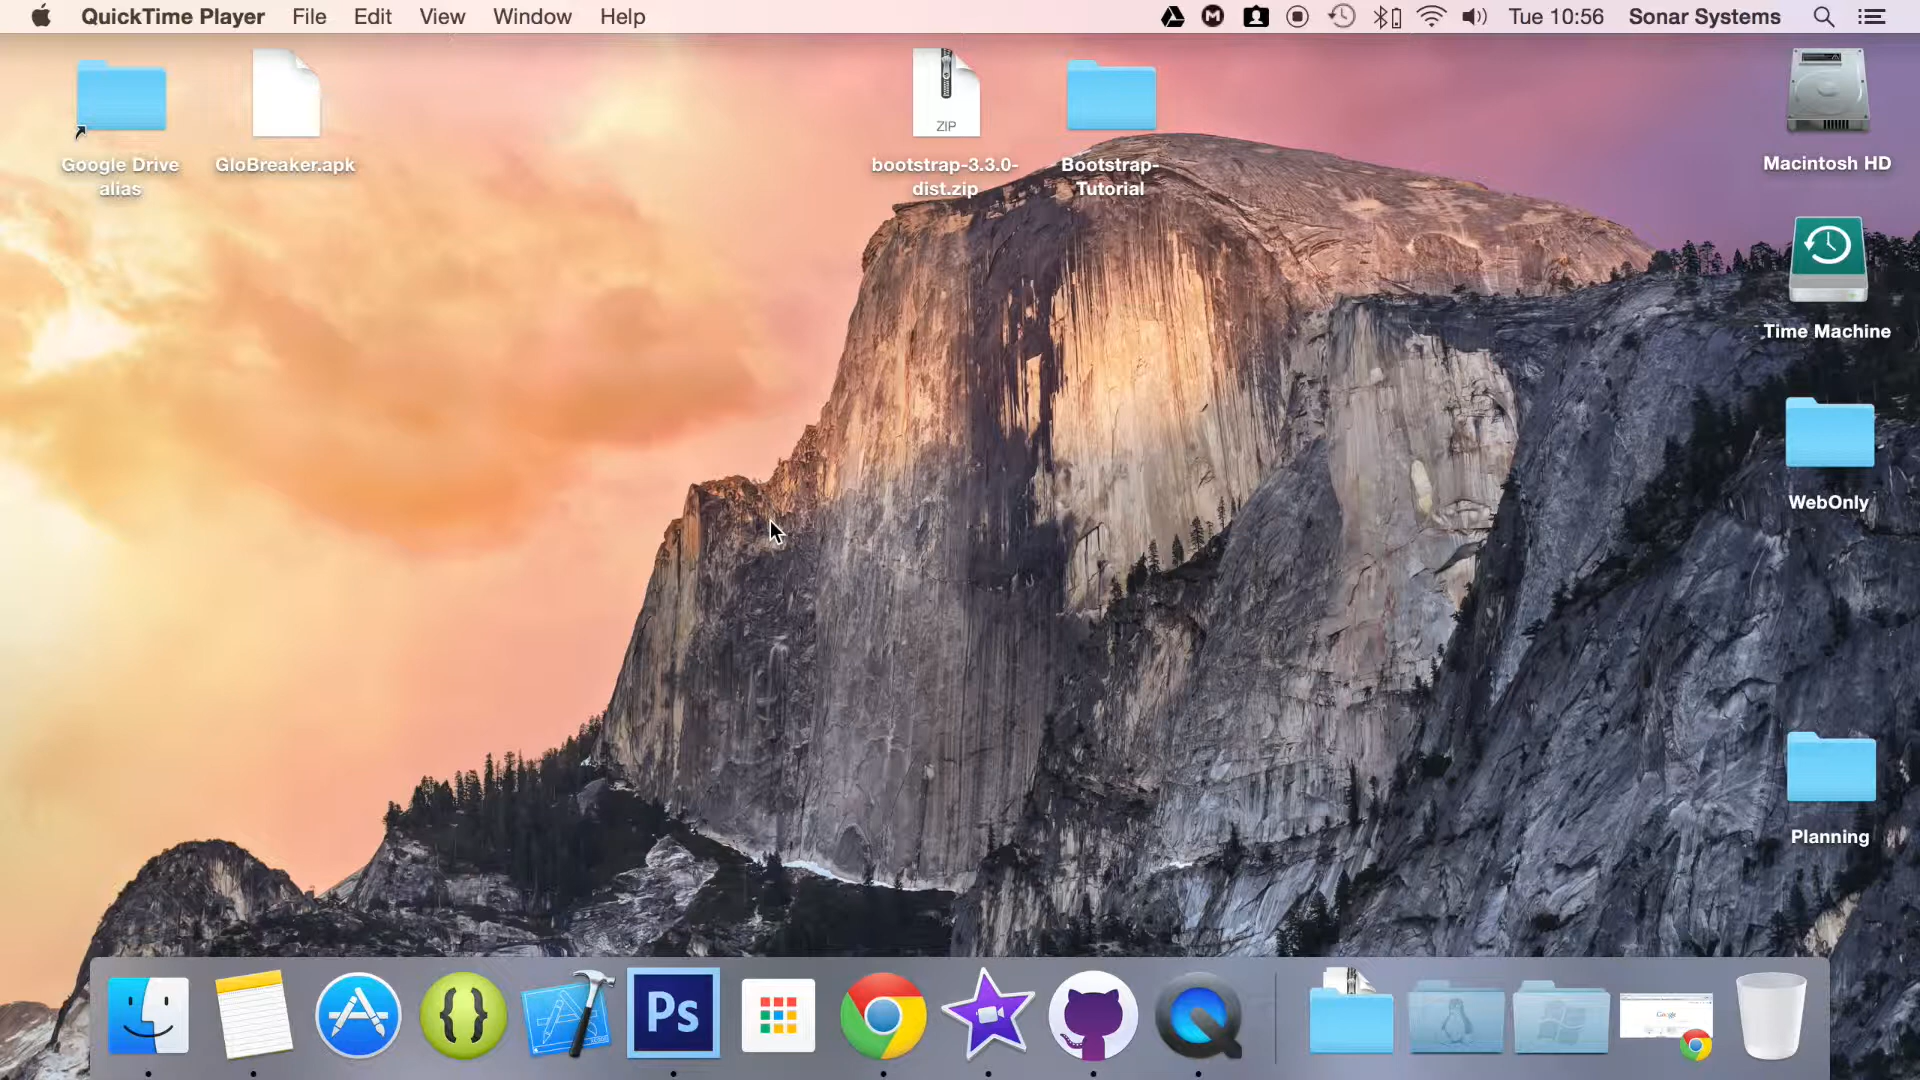 QuickTime Player File Edit View Window Help Tue 10:56 Sonar Systems
Google Drive
alias
GloBreaker.apk
ZIP
bootstrap-3.3.0-
dist.zip
Bootstrap-
Tutorial
Macintosh HD
Time Machine
WebOnly
Planning
Ps
Google